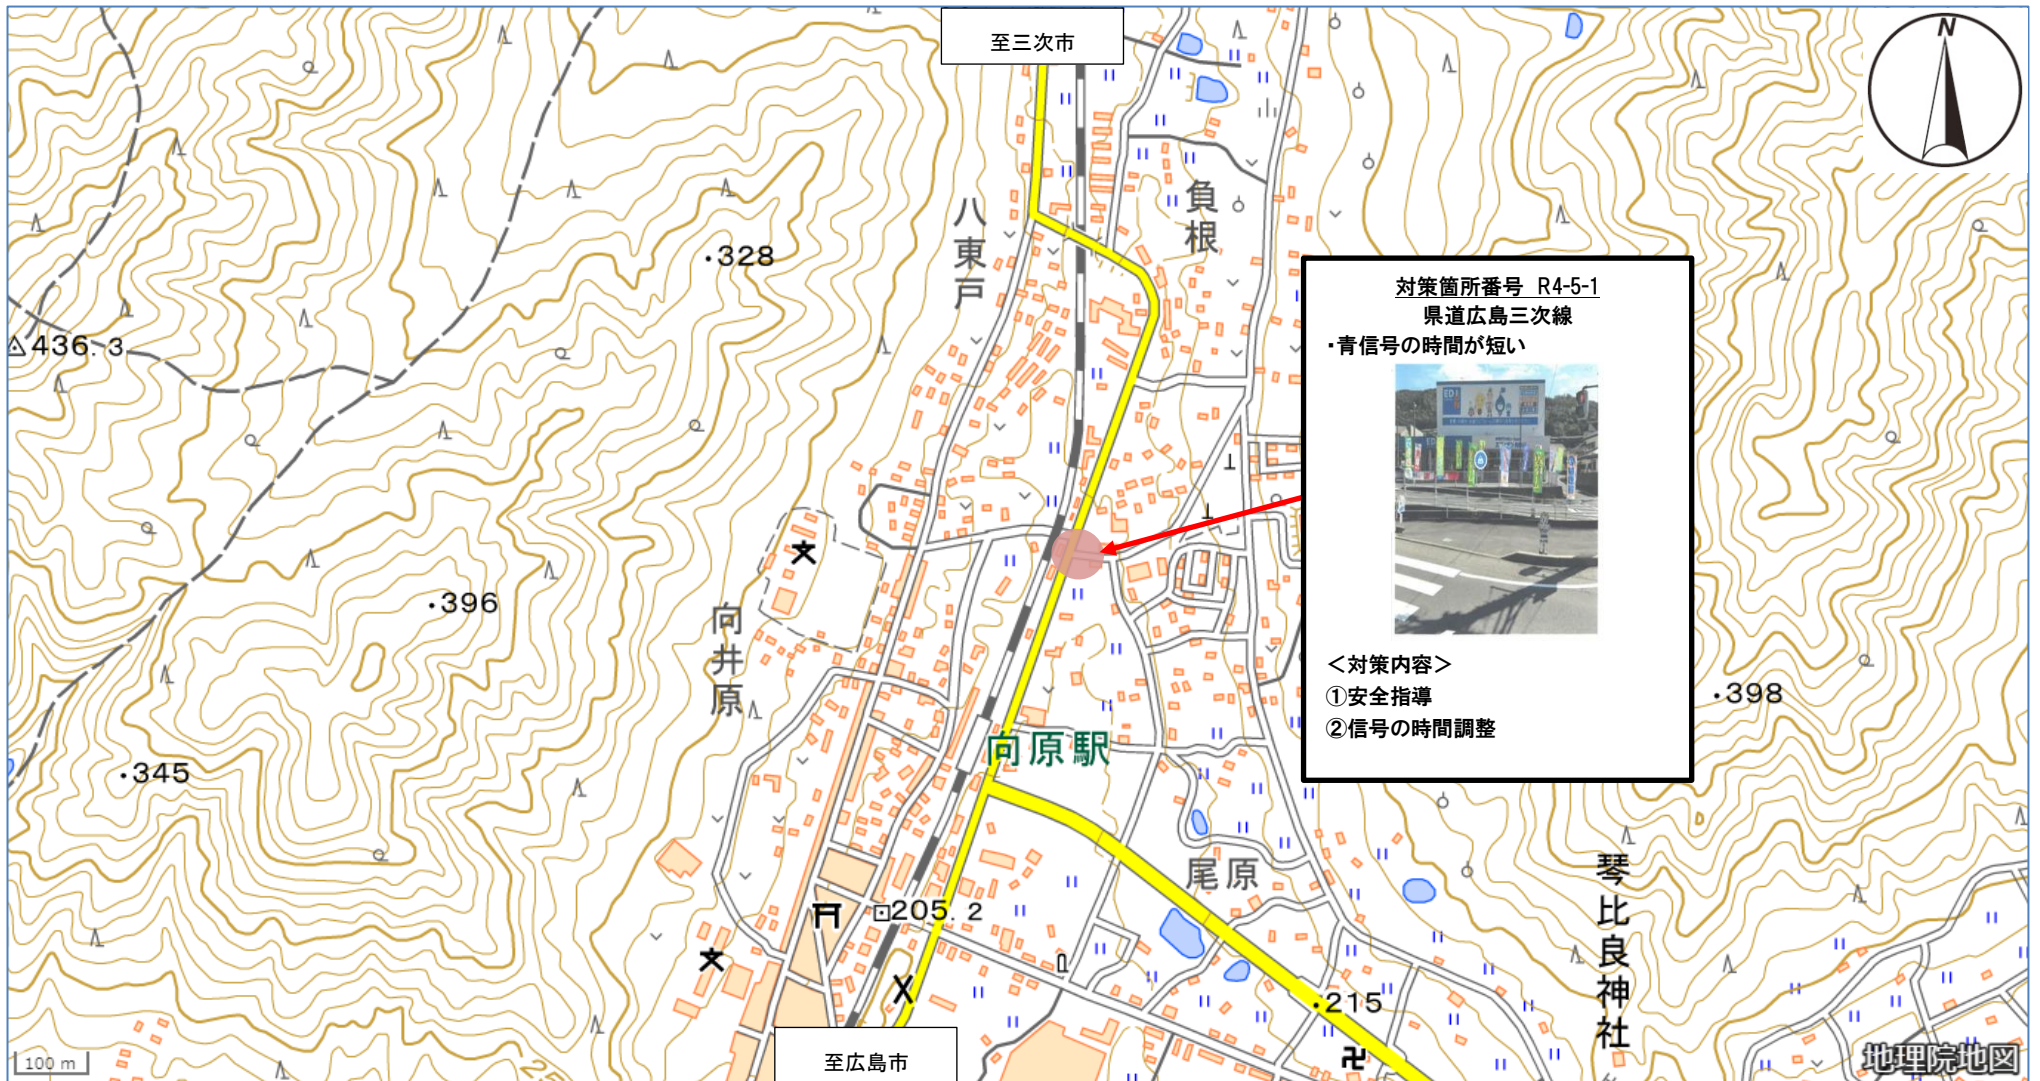 至三次市
N
負根
八東戸
・328
436.3
対策箇所番号 R4-5-1
県道広島三次線
・青信号の時間が短い
＜対策内容＞
①安全指導
②信号の時間調整
・396
向井原
・398
向原駅
・345
尾原
琴比良神社
205.2
・215
至広島市
100 m
地理院地図